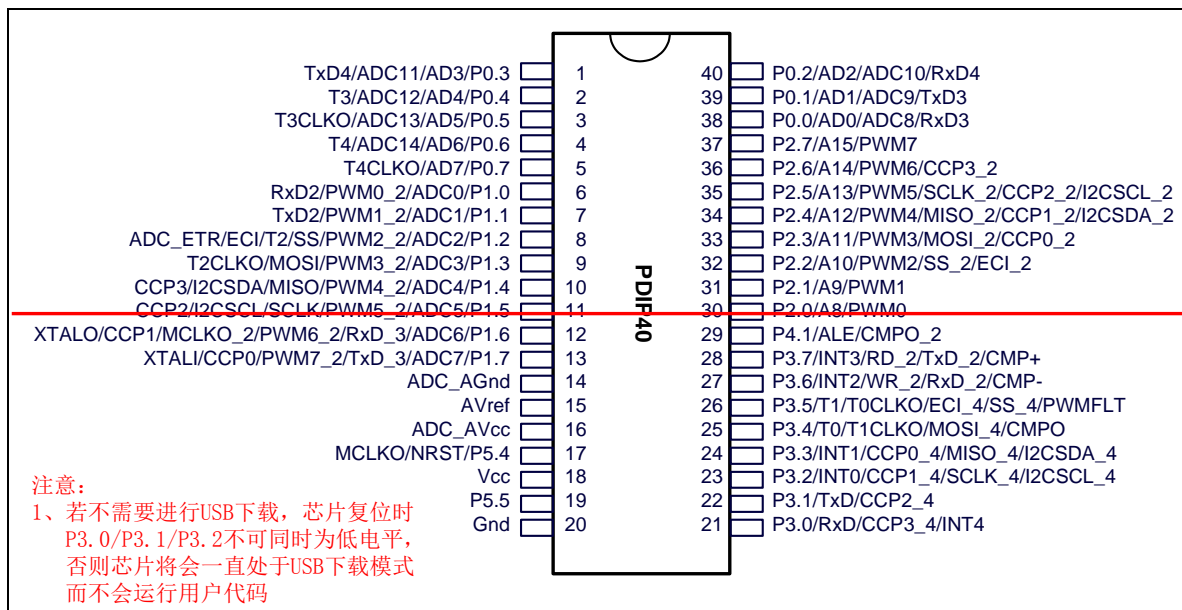 TxD4/ADC11/AD3/P0.3 1 40 P0.2/AD2/ADC10/RxD4
T3/ADC12/AD4/P0.4 2 39 P0.1/AD1/ADC9/TxD3
T3CLKO/ADC13/AD5/P0.5 3 38 P0.0/AD0/ADC8/RxD3
T4/ADC14/AD6/P0.6 4 37 P2.7/A15/PWM7
T4CLKO/AD7/P0.7 5 36 P2.6/A14/PWM6/CCP3_2
RxD2/PWM0_2/ADC0/P1.0 6 35 P2.5/A13/PWM5/SCLK_2/CCP2_2/I2CSCL_2
TxD2/PWM1_2/ADC1/P1.1 7 34 P2.4/A12/PWM4/MISO_2/CCP1_2/I2CSDA_2
ADC_ETR/ECI/T2/SS/PWM2_2/ADC2/P1.2 8 33 P2.3/A11/PWM3/MOSI_2/CCP0_2
T2CLKO/MOSI/PWM3_2/ADC3/P1.3 9 32 P2.2/A10/PWM2/SS_2/ECI_2
CCP3/I2CSDA/MISO/PWM4_2/ADC4/P1.4 10 31 P2.1/A9/PWM1
CCP2/I2CSCL/SCLK/PWM5_2/ADC5/P1.5 11 30 P2.0/A8/PWM0
XTALO/CCP1/MCLKO_2/PWM6_2/RxD_3/ADC6/P1.6 12 29 P4.1/ALE/CMPO_2
XTALI/CCP0/PWM7_2/TxD_3/ADC7/P1.7 13 28 P3.7/INT3/RD_2/TxD_2/CMP+
ADC_AGnd 14 27 P3.6/INT2/WR_2/RxD_2/CMP-
AVref 15 26 P3.5/T1/T0CLKO/ECI_4/SS_4/PWMFLT
ADC_AVcc 16 25 P3.4/T0/T1CLKO/MOSI_4/CMPO
MCLKO/NRST/P5.4 17 24 P3.3/INT1/CCP0_4/MISO_4/I2CSDA_4
Vcc 18 23 P3.2/INT0/CCP1_4/SCLK_4/I2CSCL_4
P5.5 19 22 P3.1/TxD/CCP2_4
Gnd 20 21 P3.0/RxD/CCP3_4/INT4
PDIP40
注意：
1、若不需要进行USB下载，芯片复位时
P3.0/P3.1/P3.2不可同时为低电平，
否则芯片将会一直处于USB下载模式
而不会运行用户代码